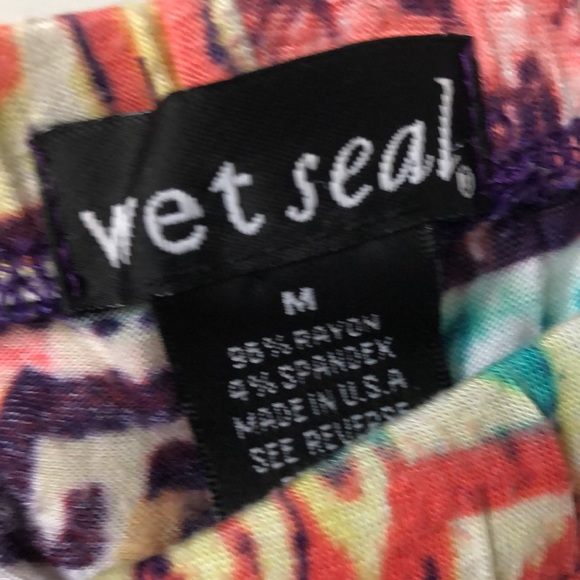 wet seal®
M
96% RAYON
4% SPANDEX
MADE IN U.S.A
SEE REVERSE